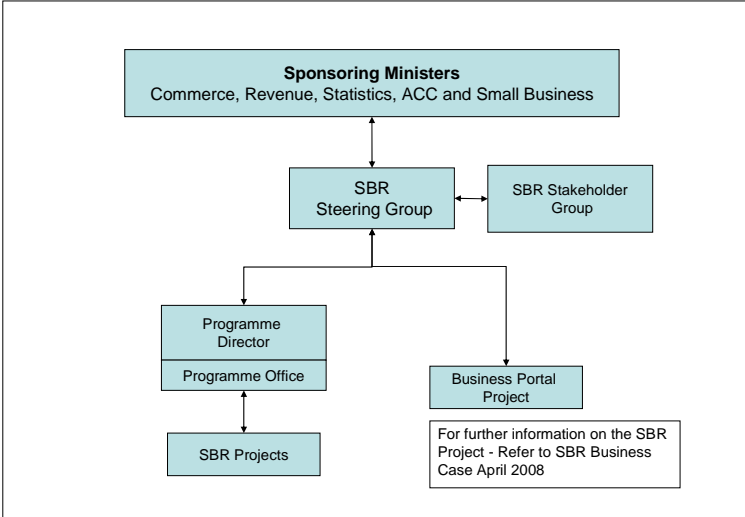 Sponsoring Ministers
Commerce, Revenue, Statistics, ACC and Small Business
SBR
Steering Group
SBR Stakeholder
Group
Programme
Director
Programme Office
Business Portal
Project
SBR Projects
For further information on the SBR
Project - Refer to SBR Business
Case April 2008